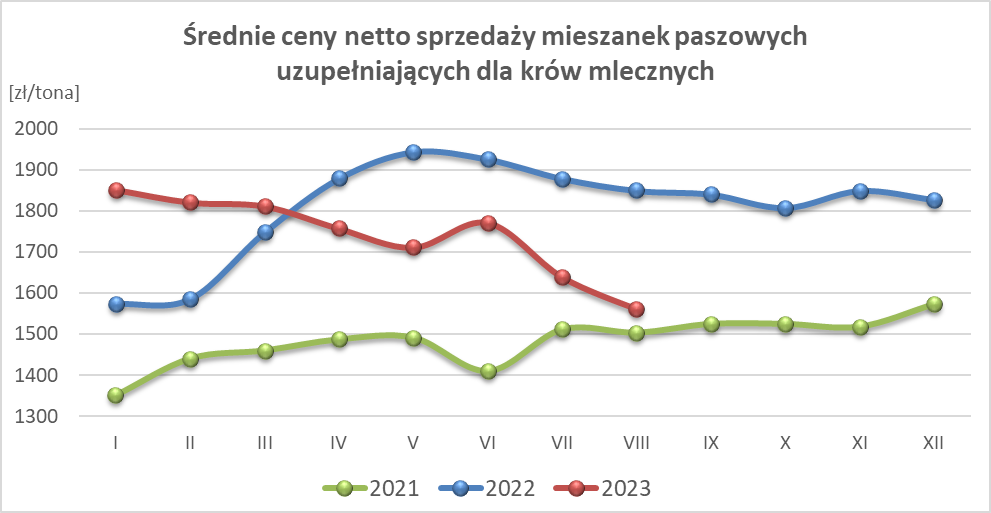 Średnie ceny netto sprzedaży mieszanek paszowych
uzupełniających dla krów mlecznych
[zł/tona]
2000
1900
1800
1700
1600
1500
1400
1300
I II III IV V VI VII VIII IX X XI XII
2021 2022 2023